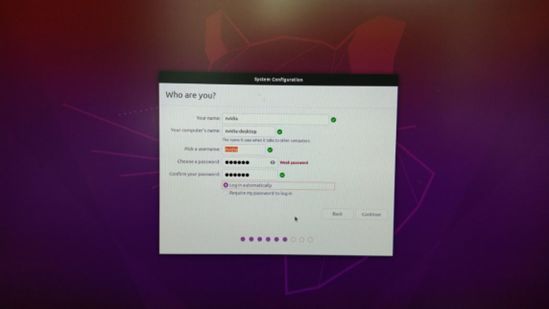 System Configuration
Who are you?
Your name: nvidia
Your computer's name: nvidia-desktop
The name it uses when it talks to other computers.
Pick a username: nvidia
Choose a password: ●●●●●● Weak password
Confirm your password: ●●●●●●
Log in automatically
Require my password to log in
Back Continue